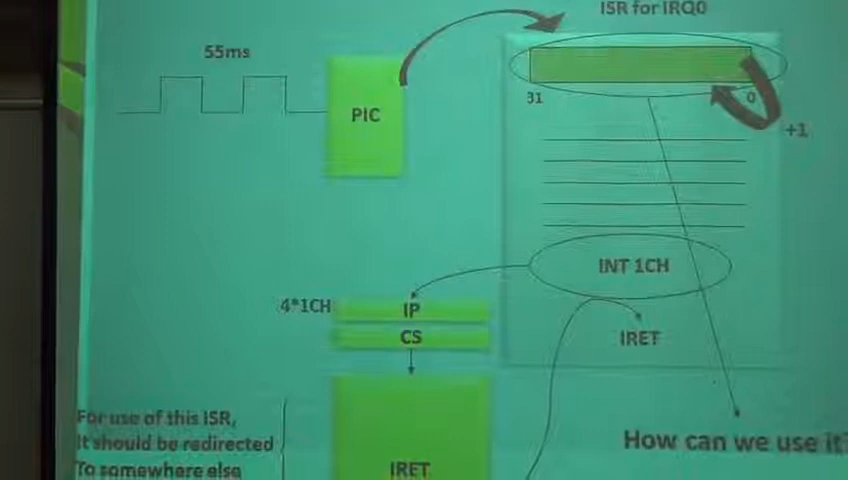 ISR for IRQ0
55ms
PIC
31
0
+1
INT 1CH
4*1CH
IP
CS
IRET
For use of this ISR,
It should be redirected
To somewhere else
IRET
How can we use it?